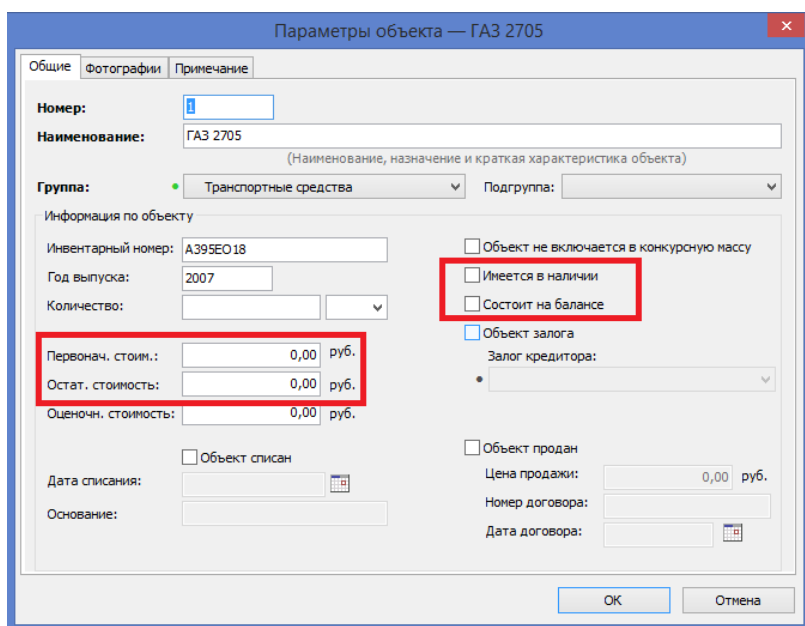 Параметры объекта — ГАЗ 2705
Общие Фотографии Примечание
Номер: 1
Наименование: ГАЗ 2705
(Наименование, назначение и краткая характеристика объекта)
Группа: Транспортные средства Подгруппа:
Информация по объекту
Инвентарный номер: А395ЕО18 Объект не включается в конкурсную массу
Год выпуска: 2007 Имеется в наличии
Количество: Состоит на балансе
Объект залога
Первонач. стоим.: 0,00 руб. Залог кредитора:
Остат. стоимость: 0,00 руб.
Оценочн. стоимость: 0,00 руб.
Объект списан Объект продан
Дата списания: Цена продажи: 0,00 руб.
Основание: Номер договора:
Дата договора:
ОК Отмена